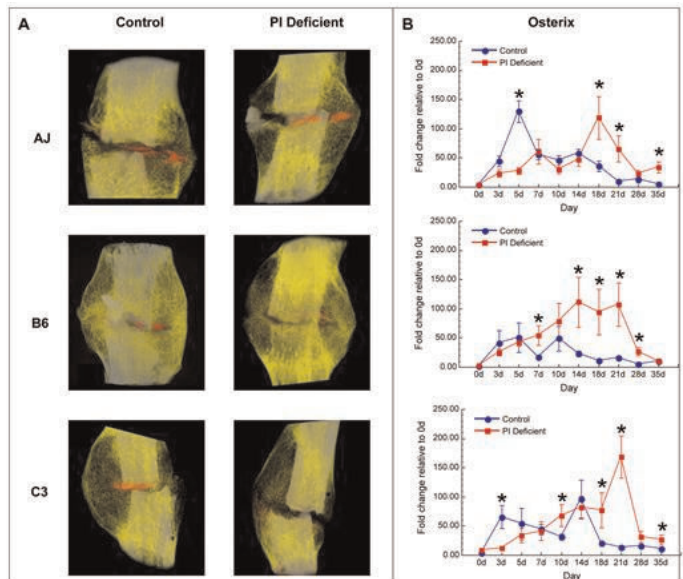 A
Control
PI Deficient
AJ
B6
C3
B
Osterix
Fold change relative to 0d
250.00
200.00
150.00
100.00
50.00
0.00
Control
PI Deficient
*
*
*
*
0d 3d 5d 7d 10d 14d 18d 21d 28d 35d
Day
Fold change relative to 0d
250.00
200.00
150.00
100.00
50.00
0.00
Control
PI Deficient
*
*
*
*
*
0d 3d 5d 7d 10d 14d 18d 21d 28d 35d
Day
Fold change relative to 0d
250.00
200.00
150.00
100.00
50.00
0.00
Control
PI Deficient
*
*
*
*
*
0d 3d 5d 7d 10d 14d 18d 21d 28d 35d
Day